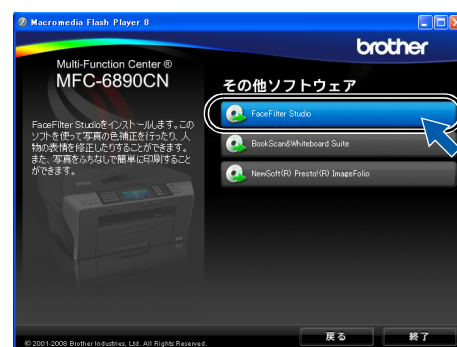 Macromedia Flash Player 8
brother
Multi-Function Center ®
MFC-6890CN
その他ソフトウェア
FaceFilter Studioをインストールします。この
ソフトを使って写真の色補正を行ったり、人
物の表情を修正したりすることができます。
また、写真をふちなしで簡単に印刷すること
ができます。
FaceFilter Studio
BookScan&Whiteboard Suite
NewSoft(R) Presto!(R) ImageFolio
戻る
終了
© 2001-2008 Brother Industries, Ltd. All Rights Reserved.